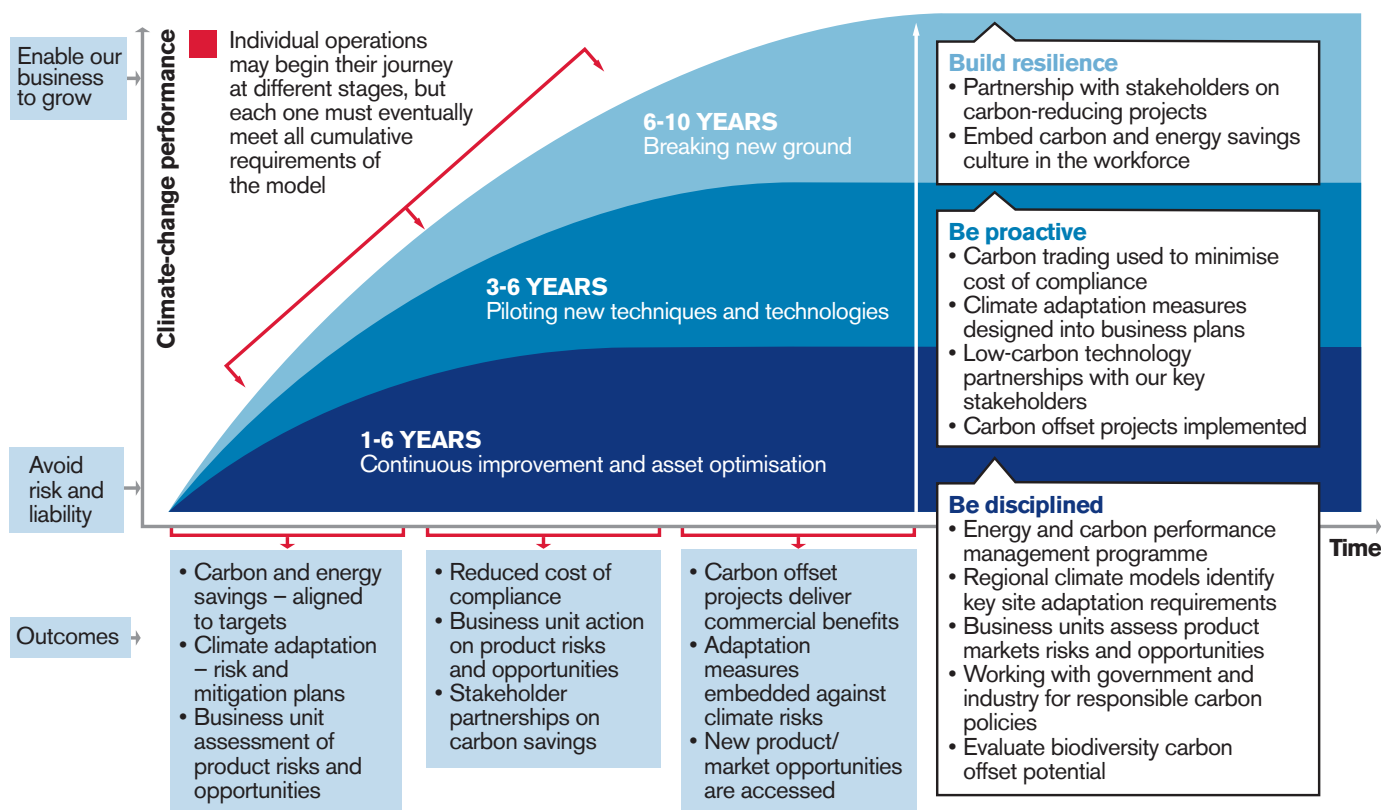 Enable our
business
to grow
Avoid
risk and
liability
Outcomes
Climate-change performance
Individual operations
may begin their journey
at different stages, but
each one must eventually
meet all cumulative
requirements of
the model
6-10 YEARS
Breaking new ground
3-6 YEARS
Piloting new techniques and technologies
1-6 YEARS
Continuous improvement and asset optimisation
Build resilience
• Partnership with stakeholders on
carbon-reducing projects
• Embed carbon and energy savings
culture in the workforce
Be proactive
• Carbon trading used to minimise
cost of compliance
• Climate adaptation measures
designed into business plans
• Low-carbon technology
partnerships with our key
stakeholders
• Carbon offset projects implemented
Be disciplined
• Energy and carbon performance
management programme
• Regional climate models identify
key site adaptation requirements
• Business units assess product
markets risks and opportunities
• Working with government and
industry for responsible carbon
policies
• Evaluate biodiversity carbon
offset potential
Time
• Carbon and energy
savings – aligned
to targets
• Climate adaptation
– risk and
mitigation plans
• Business unit
assessment of
product risks and
opportunities
• Reduced cost of
compliance
• Business unit action
on product risks
and opportunities
• Stakeholder
partnerships on
carbon savings
• Carbon offset
projects deliver
commercial benefits
• Adaptation
measures
embedded against
climate risks
• New product/
market opportunities
are accessed